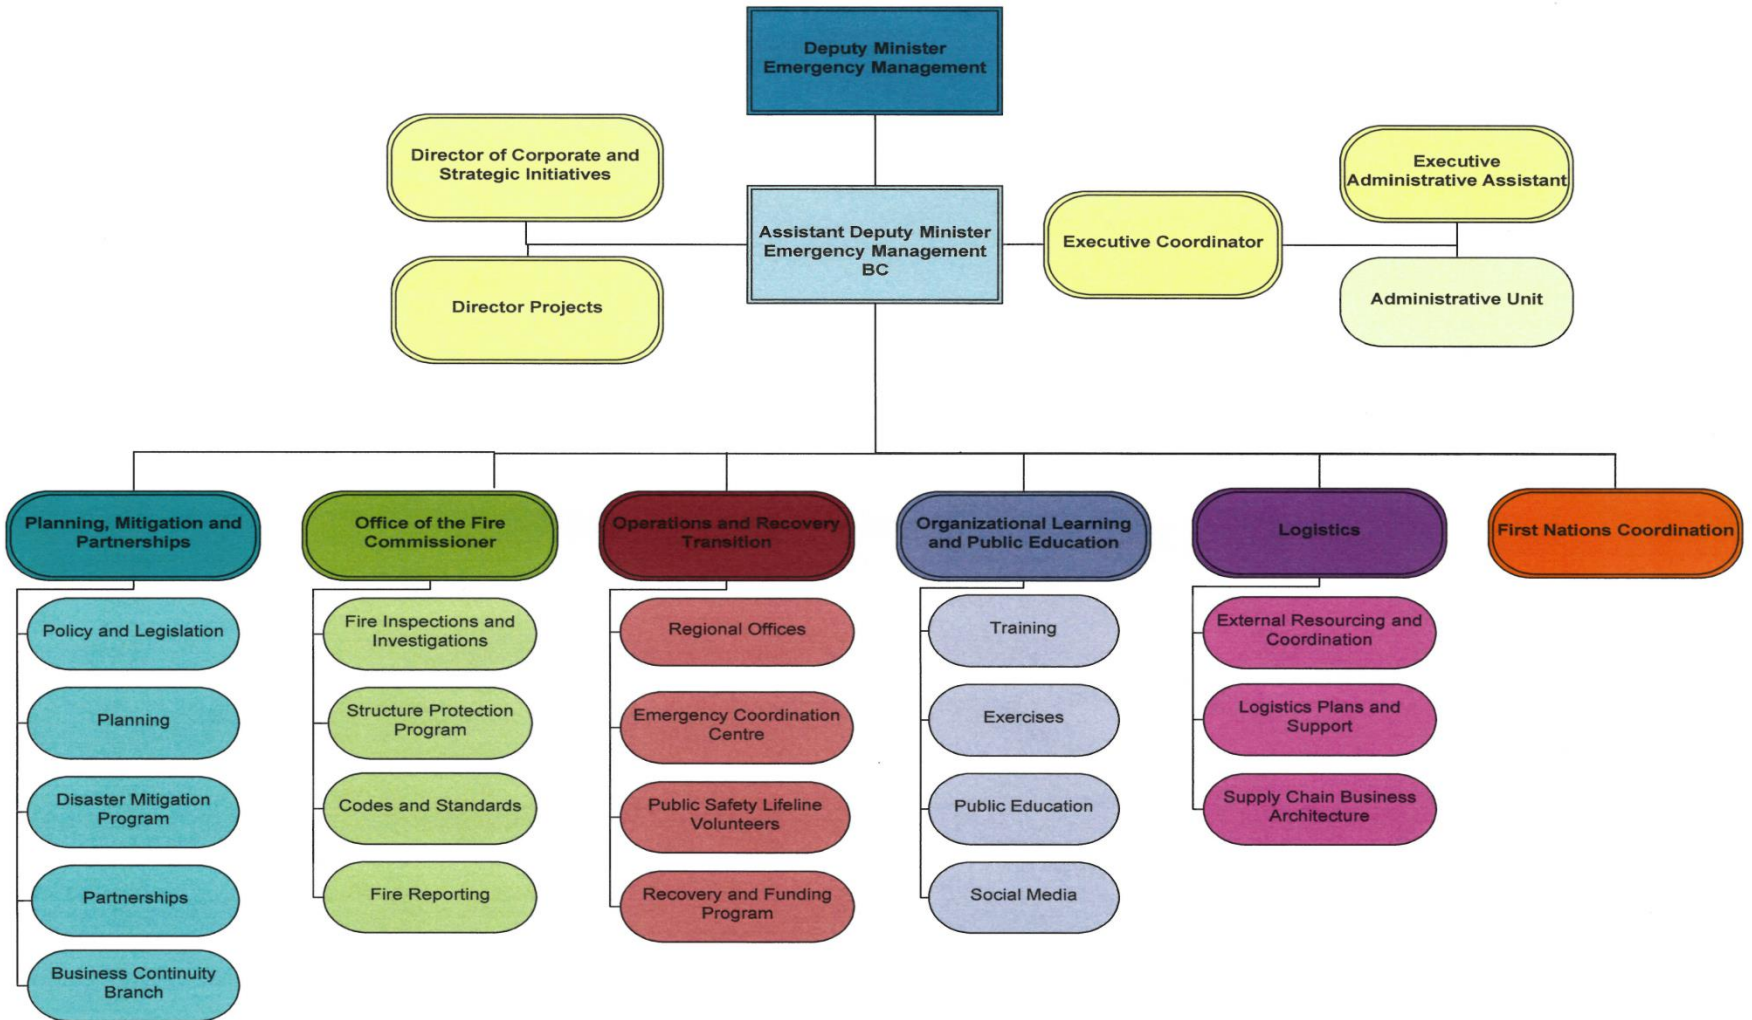 Deputy Minister
Emergency Management
Director of Corporate and
Strategic Initiatives
Executive
Administrative Assistant
Assistant Deputy Minister
Emergency Management
BC
Executive Coordinator
Director Projects
Administrative Unit
Planning, Mitigation and
Partnerships
Policy and Legislation
Planning
Disaster Mitigation
Program
Partnerships
Business Continuity
Branch
Office of the Fire
Commissioner
Fire Inspections and
Investigations
Structure Protection
Program
Codes and Standards
Fire Reporting
Operations and Recovery
Transition
Regional Offices
Emergency Coordination
Centre
Public Safety Lifeline
Volunteers
Recovery and Funding
Program
Organizational Learning
and Public Education
Training
Exercises
Public Education
Social Media
Logistics
External Resourcing and
Coordination
Logistics Plans and
Support
Supply Chain Business
Architecture
First Nations Coordination